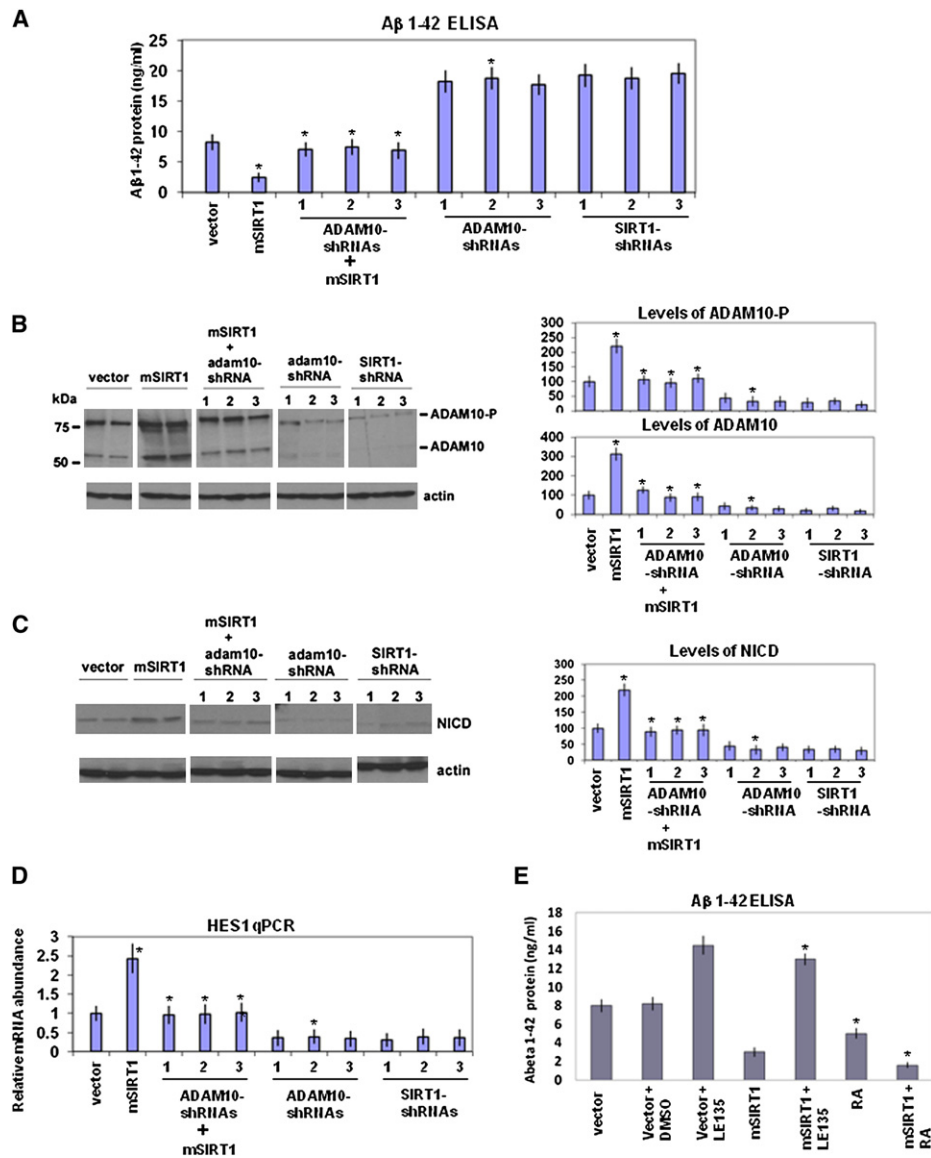 A
Aβ 1-42 ELISA
Aβ1-42 protein (ng/ml)
25
20
15
10
5
0
* * * * *
vector
mSIRT1
1 2 3
ADAM10-
shRNAs
+
mSIRT1
1 2 3
ADAM10-
shRNAs
1 2 3
SIRT1-
shRNAs
B
vector
mSIRT1
mSIRT1
+
adam10-
shRNA
adam10-
shRNA
SIRT1-
shRNA
1 2 3
1 2 3
1 2 3
kDa
75
50
ADAM10-P
ADAM10
actin
Levels of ADAM10-P
300
250
200
150
100
50
0
* * * * *
Levels of ADAM10
400
300
200
100
0
* * * * *
vector
mSIRT1
1 2 3
ADAM10
-shRNA
+
mSIRT1
1 2 3
ADAM10
-shRNA
1 2 3
SIRT1
-shRNA
C
vector
mSIRT1
mSIRT1
+
adam10-
shRNA
adam10-
shRNA
SIRT1-
shRNA
1 2 3
1 2 3
1 2 3
NICD
actin
Levels of NICD
300
250
200
150
100
50
0
* * * * *
vector
mSIRT1
1 2 3
ADAM10
-shRNA
+
mSIRT1
1 2 3
ADAM10
-shRNA
1 2 3
SIRT1
-shRNA
D
HES1 qPCR
Relative mRNA abundance
3
2.5
2
1.5
1
0.5
0
* * * * *
vector
mSIRT1
1 2 3
ADAM10-
shRNAs
+
mSIRT1
1 2 3
ADAM10-
shRNAs
1 2 3
SIRT1-
shRNAs
E
Aβ 1-42 ELISA
Abeta 1-42 protein (ng/ml)
18
16
14
12
10
8
6
4
2
0
* * *
vector
Vector+
DMSO
Vector+
LE135
mSIRT1
mSIRT1+
LE135
RA
mSIRT1+
RA